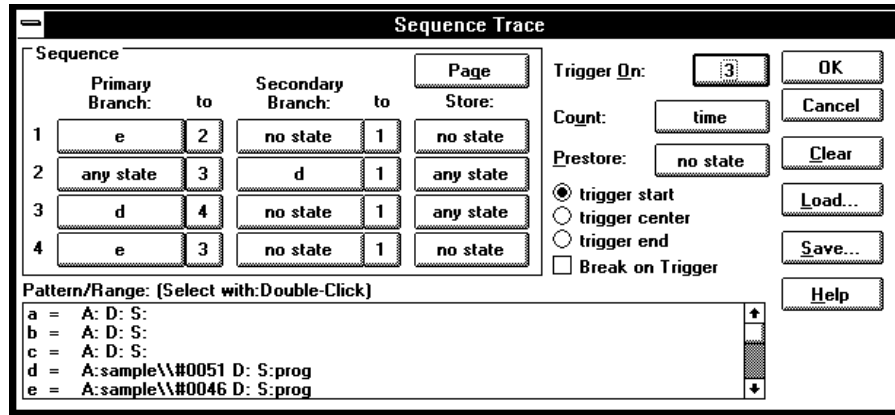 Sequence Trace
Sequence
Page
Primary Branch: to Secondary Branch: to Store:
1 e 2 no state 1 no state
2 any state 3 d 1 any state
3 d 4 no state 1 any state
4 e 3 no state 1 no state
Trigger On: 3
Count: time
Prestore: no state
trigger start
trigger center
trigger end
Break on Trigger
OK
Cancel
Clear
Load...
Save...
Help
Pattern/Range: (Select with:Double-Click)
a = A: D: S:
b = A: D: S:
c = A: D: S:
d = A:sample\\#0051 D: S:prog
e = A:sample\\#0046 D: S:prog